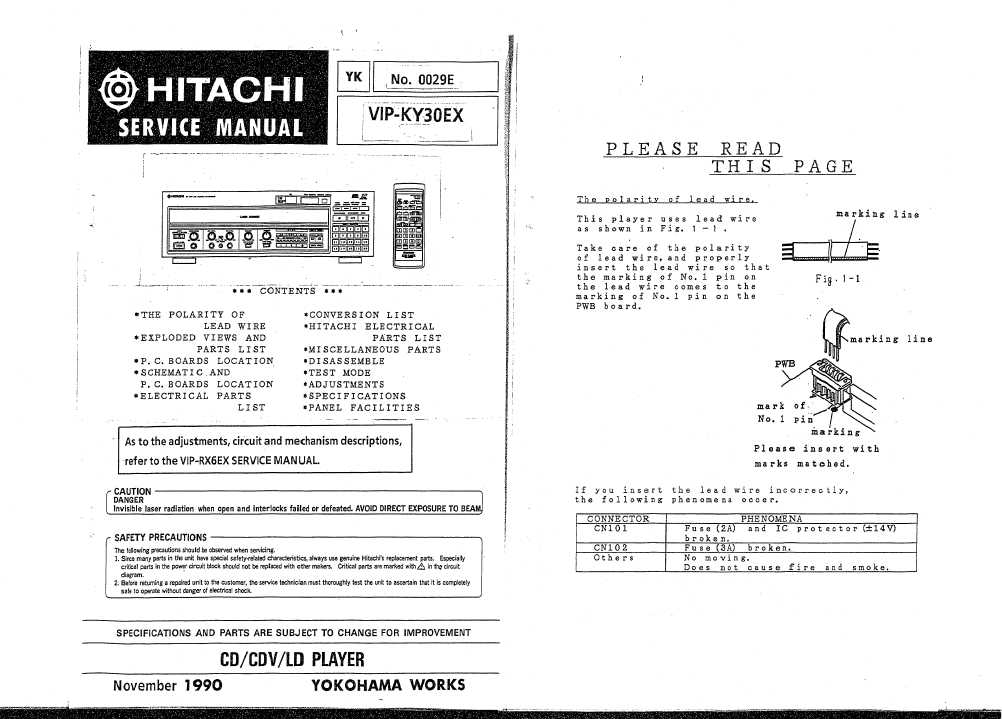 HITACHI
SERVICE MANUAL
YK
No. 0029E
VIP-KY30EX
HITACHI
*** CONTENTS ***
*THE POLARITY OF
LEAD WIRE
*EXPLODED VIEWS AND
PARTS LIST
*P.C. BOARDS LOCATION
*SCHEMATIC AND
P.C. BOARDS LOCATION
*ELECTRICAL PARTS
LIST
*CONVERSION LIST
*HITACHI ELECTRICAL
PARTS LIST
*MISCELLANEOUS PARTS
*DISASSEMBLE
*TEST MODE
*ADJUSTMENTS
*SPECIFICATIONS
*PANEL FACILITIES
As to the adjustments, circuit and mechanism descriptions,
refer to the VIP-RX6EX SERVICE MANUAL.
CAUTION
DANGER
Invisible laser radiation when open and interlocks failed or defeated. AVOID DIRECT EXPOSURE TO BEAM.
SAFETY PRECAUTIONS
The following precautions should be observed when servicing.
1. Since many parts in the unit have special safety-related characteristics, always use genuine Hitachi's replacement parts. Especially
critical parts in the power circuit block should not be replaced with other makers. Critical parts are marked with ⚠ in the circuit
diagram.
2. Before returning a repaired unit to the customer, the service technician must thoroughly test the unit to ascertain that it is completely
safe to operate without danger of electrical shock.
SPECIFICATIONS AND PARTS ARE SUBJECT TO CHANGE FOR IMPROVEMENT
CD/CDV/LD PLAYER
November 1990
YOKOHAMA WORKS
PLEASE READ
THIS PAGE
The polarity of lead wire.
This player uses lead wire
as shown in Fig. 1-1.
Take care of the polarity
of lead wire, and properly
insert the lead wire so that
the marking of No.1 pin on
the lead wire comes to the
marking of No.1 pin on the
PWB board.
marking line
Fig. 1-1
marking line
PWB
mark of
No.1 pin
marking
Please insert with
marks matched.
If you insert the lead wire incorrectly,
the following phenomena occer.
CONNECTOR PHENOMENA
CN101 Fuse (2A) and IC protector (±14V)
broken.
CN102 Fuse (3A) broken.
Others No moving.
Does not cause fire and smoke.